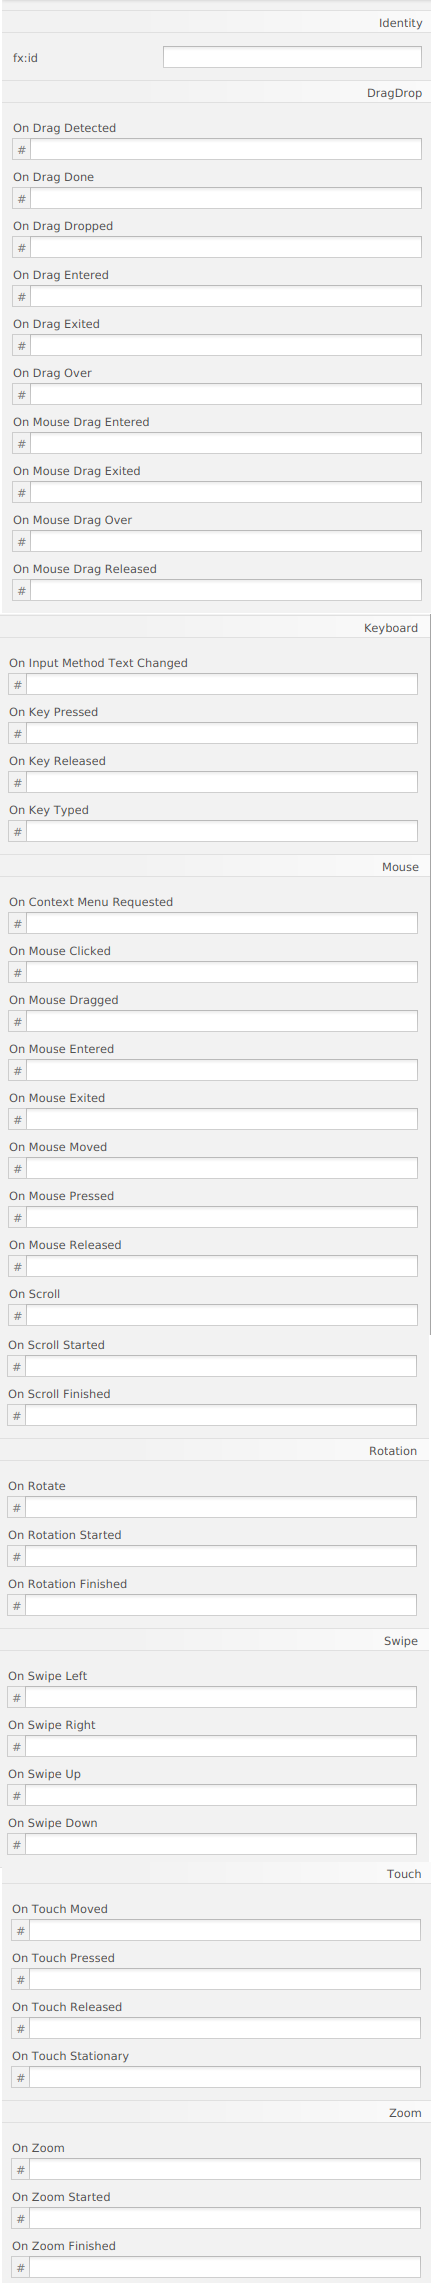 Identity
fx:id
DragDrop
On Drag Detected
#
On Drag Done
#
On Drag Dropped
#
On Drag Entered
#
On Drag Exited
#
On Drag Over
#
On Mouse Drag Entered
#
On Mouse Drag Exited
#
On Mouse Drag Over
#
On Mouse Drag Released
#
Keyboard
On Input Method Text Changed
#
On Key Pressed
#
On Key Released
#
On Key Typed
#
Mouse
On Context Menu Requested
#
On Mouse Clicked
#
On Mouse Dragged
#
On Mouse Entered
#
On Mouse Exited
#
On Mouse Moved
#
On Mouse Pressed
#
On Mouse Released
#
On Scroll
#
On Scroll Started
#
On Scroll Finished
#
Rotation
On Rotate
#
On Rotation Started
#
On Rotation Finished
#
Swipe
On Swipe Left
#
On Swipe Right
#
On Swipe Up
#
On Swipe Down
#
Touch
On Touch Moved
#
On Touch Pressed
#
On Touch Released
#
On Touch Stationary
#
Zoom
On Zoom
#
On Zoom Started
#
On Zoom Finished
#